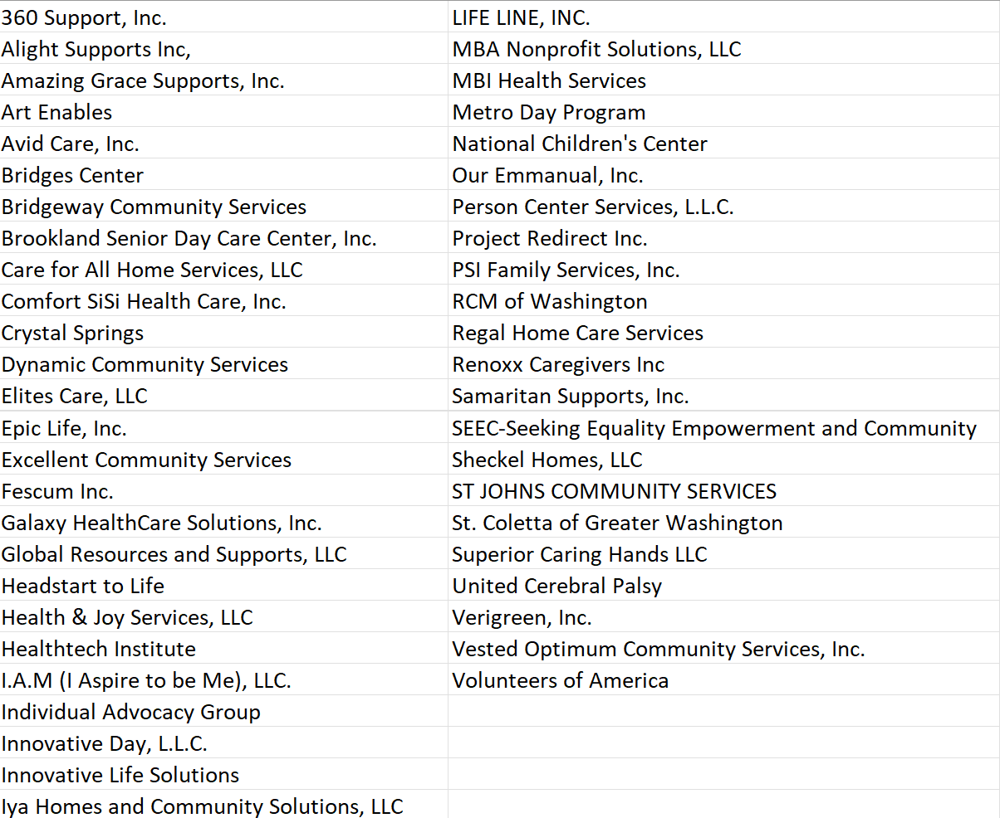 360 Support, Inc.
Alight Supports Inc,
Amazing Grace Supports, Inc.
Art Enables
Avid Care, Inc.
Bridges Center
Bridgeway Community Services
Brookland Senior Day Care Center, Inc.
Care for All Home Services, LLC
Comfort SiSi Health Care, Inc.
Crystal Springs
Dynamic Community Services
Elites Care, LLC
Epic Life, Inc.
Excellent Community Services
Fescum Inc.
Galaxy HealthCare Solutions, Inc.
Global Resources and Supports, LLC
Headstart to Life
Health & Joy Services, LLC
Healthtech Institute
I.A.M (I Aspire to be Me), LLC.
Individual Advocacy Group
Innovative Day, L.L.C.
Innovative Life Solutions
Iya Homes and Community Solutions, LLC
LIFE LINE, INC.
MBA Nonprofit Solutions, LLC
MBI Health Services
Metro Day Program
National Children's Center
Our Emmanual, Inc.
Person Center Services, L.L.C.
Project Redirect Inc.
PSI Family Services, Inc.
RCM of Washington
Regal Home Care Services
Renoxx Caregivers Inc
Samaritan Supports, Inc.
SEEC-Seeking Equality Empowerment and Community
Sheckel Homes, LLC
ST JOHNS COMMUNITY SERVICES
St. Coletta of Greater Washington
Superior Caring Hands LLC
United Cerebral Palsy
Verigreen, Inc.
Vested Optimum Community Services, Inc.
Volunteers of America